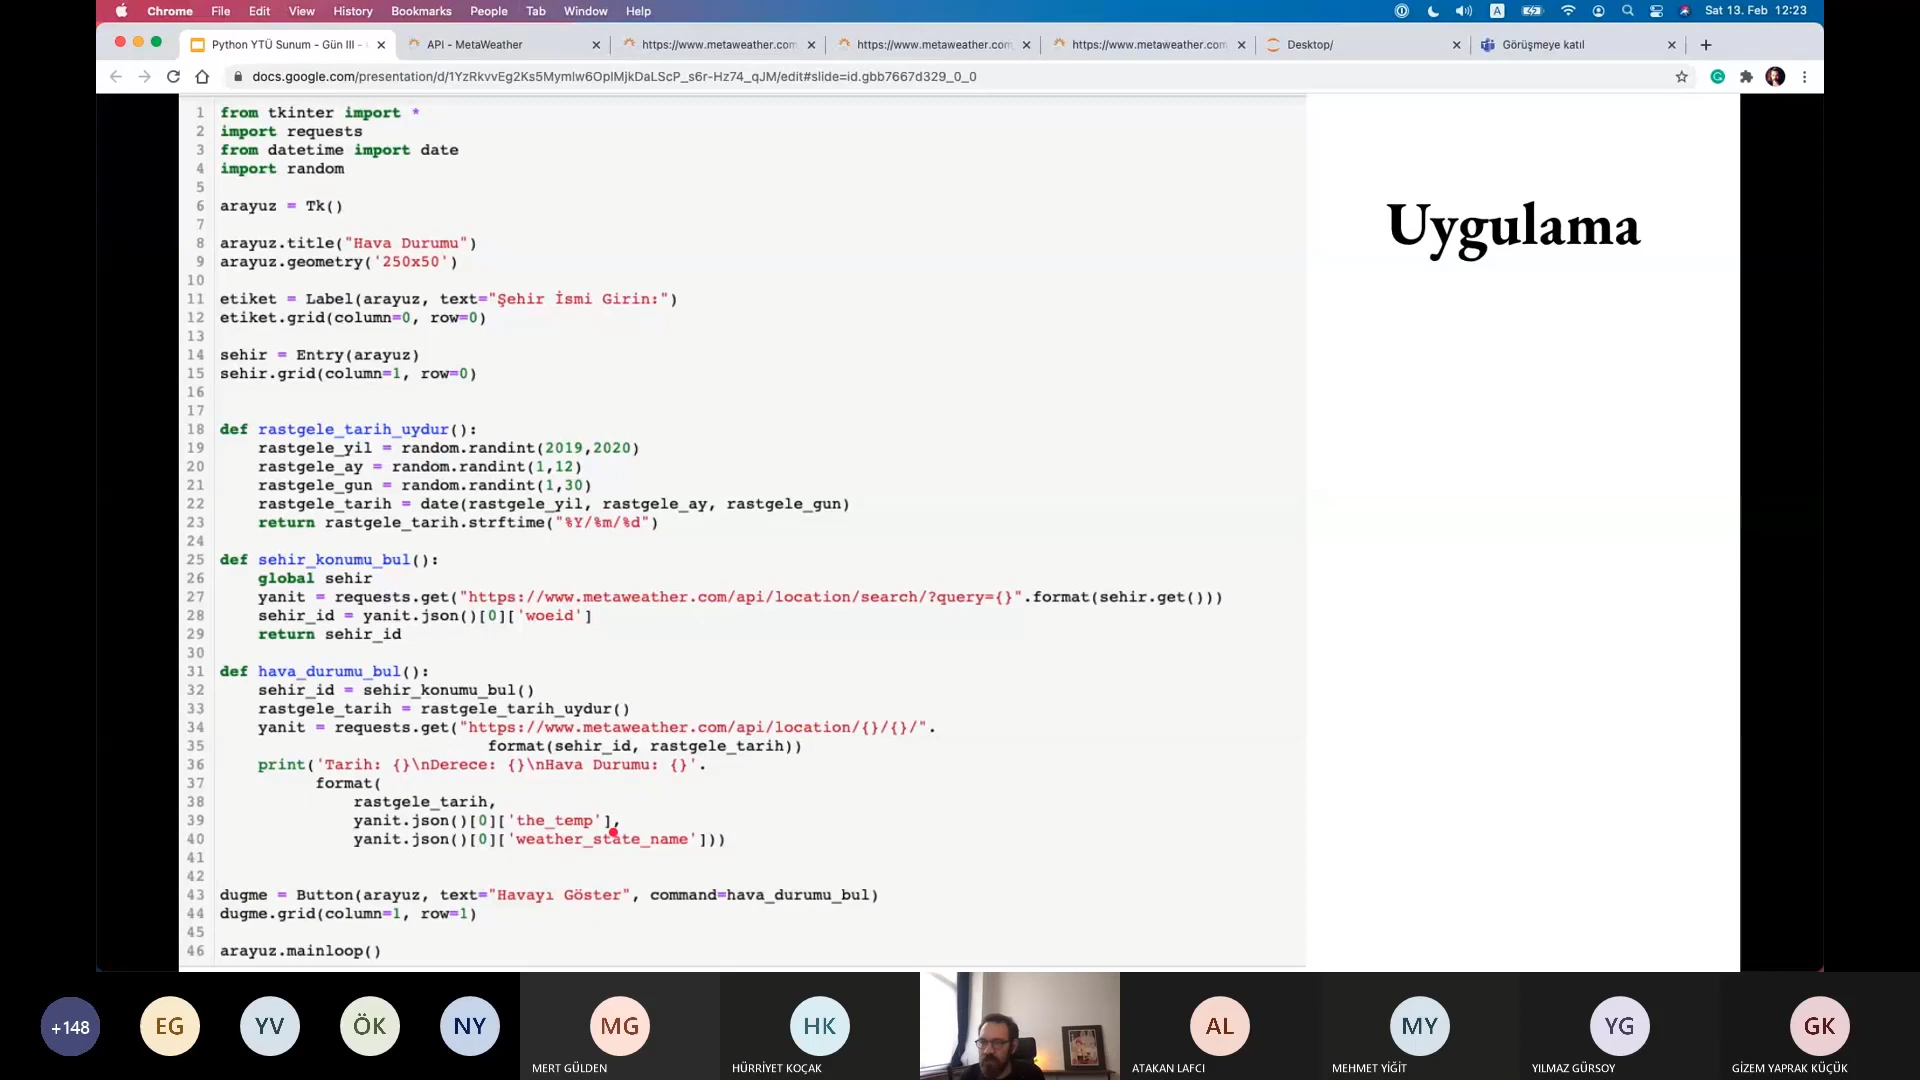 Chrome File Edit View History Bookmarks People Tab Window Help A Sat 13. Feb 12:23
Python YTÜ Sunum - Gün III - API - MetaWeather https://www.metaweather.com https://www.metaweather.com https://www.metaweather.com Desktop/ Görüşmeye katıl
docs.google.com/presentation/d/1YzRkvvEg2Ks5Mymlw6OplMjkDaLScP_s6r-Hz74_qJM/edit#slide=id.gbb7667d329_0_0
1 from tkinter import *
2 import requests
3 from datetime import date
4 import random
5
6 arayuz = Tk()
7
8 arayuz.title("Hava Durumu")
9 arayuz.geometry('250x50')
10
11 etiket = Label(arayuz, text="Şehir İsmi Girin:")
12 etiket.grid(column=0, row=0)
13
14 sehir = Entry(arayuz)
15 sehir.grid(column=1, row=0)
16
17
18 def rastgele_tarih_uydur():
19 rastgele_yil = random.randint(2019,2020)
20 rastgele_ay = random.randint(1,12)
21 rastgele_gun = random.randint(1,30)
22 rastgele_tarih = date(rastgele_yil, rastgele_ay, rastgele_gun)
23 return rastgele_tarih.strftime("%Y/%m/%d")
24
25 def sehir_konumu_bul():
26 global sehir
27 yanit = requests.get("https://www.metaweather.com/api/location/search/?query={}".format(sehir.get()))
28 sehir_id = yanit.json()[0]['woeid']
29 return sehir_id
30
31 def hava_durumu_bul():
32 sehir_id = sehir_konumu_bul()
33 rastgele_tarih = rastgele_tarih_uydur()
34 yanit = requests.get("https://www.metaweather.com/api/location/{}/{}/".
35 format(sehir_id, rastgele_tarih))
36 print('Tarih: {}\nDerece: {}\nHava Durumu: {}'.
37 format(
38 rastgele_tarih,
39 yanit.json()[0]['the_temp'],
40 yanit.json()[0]['weather_state_name']))
41
42
43 dugme = Button(arayuz, text="Havayı Göster", command=hava_durumu_bul)
44 dugme.grid(column=1, row=1)
45
46 arayuz.mainloop()
Uygulama
+148 EG YV ÖK NY MG HK AL MY YG GK
MERT GÜLDEN HÜRRİYET KOÇAK ATAKAN LAFCI MEHMET YİĞİT YILMAZ GÜRSOY GİZEM YAPRAK KÜÇÜK